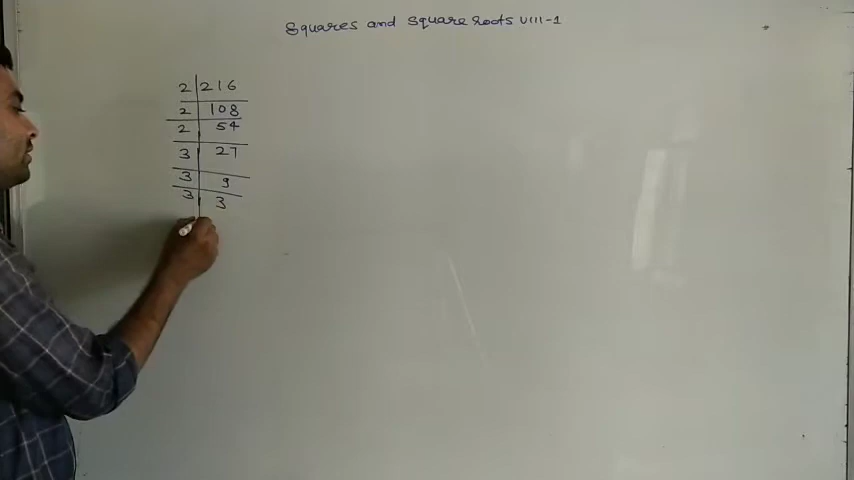 Squares and square roots VIII-1
2 | 216
2 | 108
2 | 54
3 | 27
3 | 9
3 | 3